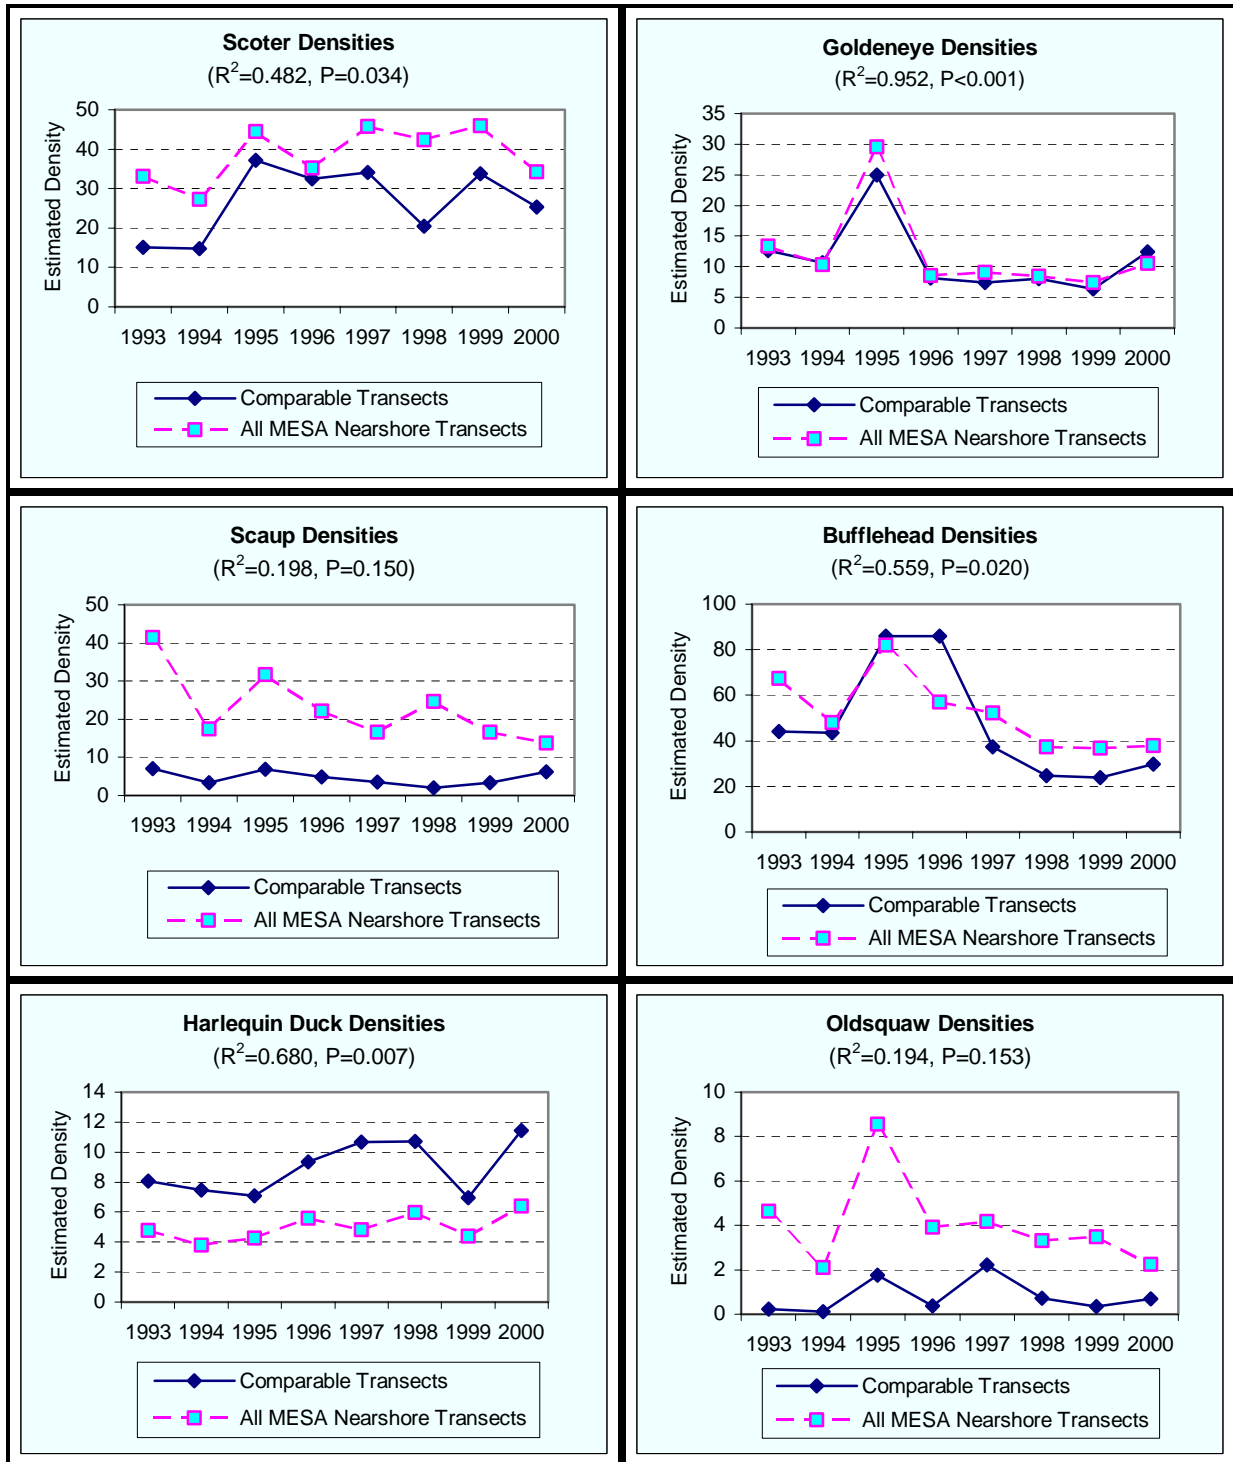 Scoter Densities
(R²=0.482, P=0.034)
Estimated Density
50
40
30
20
10
0
1993 1994 1995 1996 1997 1998 1999 2000
Comparable Transects
All MESA Nearshore Transects
Goldeneye Densities
(R²=0.952, P<0.001)
Estimated Density
35
30
25
20
15
10
5
0
1993 1994 1995 1996 1997 1998 1999 2000
Comparable Transects
All MESA Nearshore Transects
Scaup Densities
(R²=0.198, P=0.150)
Estimated Density
50
40
30
20
10
0
1993 1994 1995 1996 1997 1998 1999 2000
Comparable Transects
All MESA Nearshore Transects
Bufflehead Densities
(R²=0.559, P=0.020)
Estimated Density
100
80
60
40
20
0
1993 1994 1995 1996 1997 1998 1999 2000
Comparable Transects
All MESA Nearshore Transects
Harlequin Duck Densities
(R²=0.680, P=0.007)
Estimated Density
14
12
10
8
6
4
2
0
1993 1994 1995 1996 1997 1998 1999 2000
Comparable Transects
All MESA Nearshore Transects
Oldsquaw Densities
(R²=0.194, P=0.153)
Estimated Density
10
8
6
4
2
0
1993 1994 1995 1996 1997 1998 1999 2000
Comparable Transects
All MESA Nearshore Transects